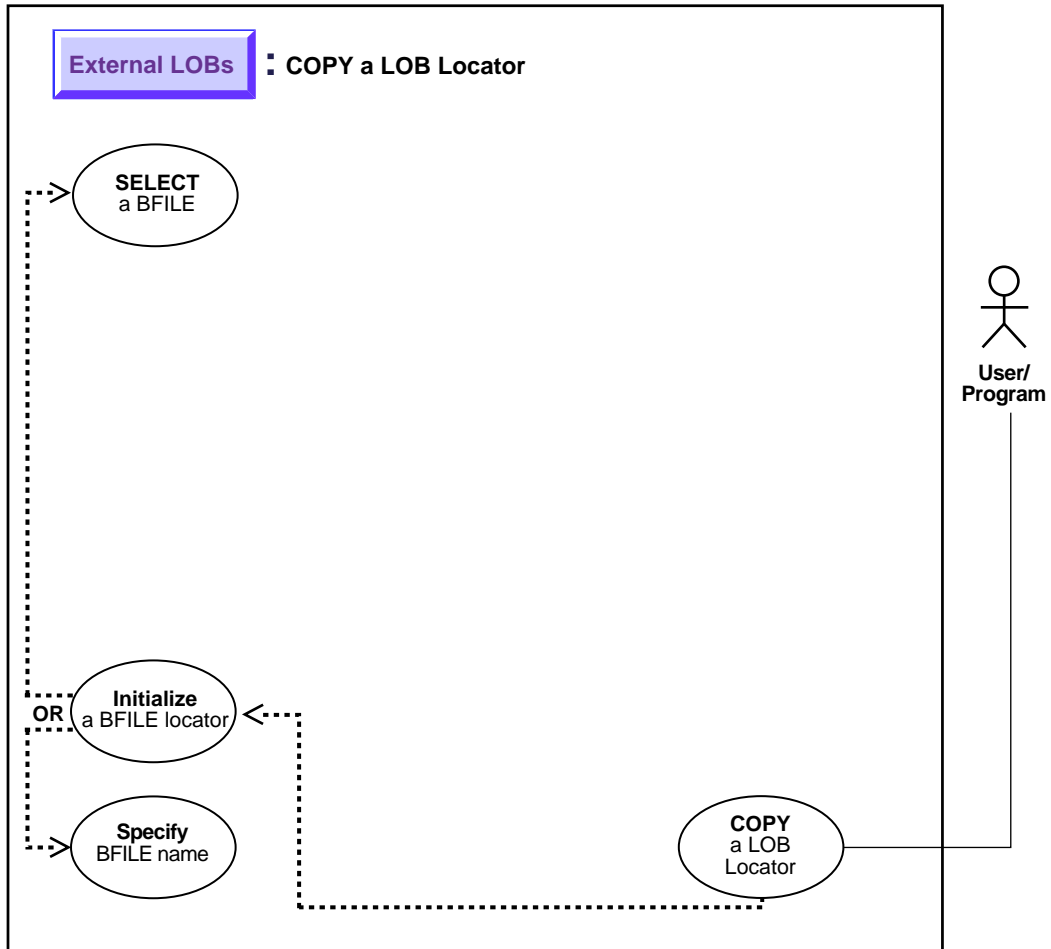 External LOBs : COPY a LOB Locator
SELECT
a BFILE
User/
Program
Initialize
a BFILE locator
OR
Specify
BFILE name
COPY
a LOB
Locator